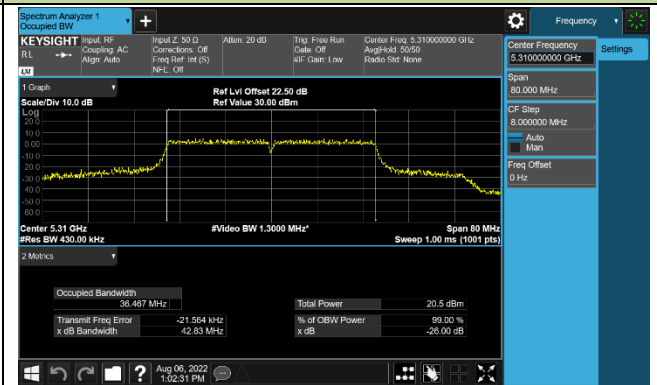 Spectrum Analyzer 1
Occupied BW
Frequency
KEYSIGHT
RL
LXI
Input: RF
Coupling: AC
Align: Auto
Input Z: 50 Ω
Corrections: Off
Freq Ref: Int (S)
NFE: Off
Atten: 20 dB
Trig: Free Run
Gate: Off
#IF Gain: Low
Center Freq: 5.310000000 GHz
Avg|Hold: 50/50
Radio Std: None
Center Frequency
5.310000000 GHz
Settings
Span
80.000 MHz
CF Step
8.000000 MHz
Auto
Man
Freq Offset
0 Hz
1 Graph
Scale/Div 10.0 dB
Ref Lvl Offset 22.50 dB
Ref Value 30.00 dBm
Log
20.0
10.0
0.00
-10.0
-20.0
-30.0
-40.0
-50.0
-60.0
Center 5.31 GHz
#Video BW 1.3000 MHz*
Span 80 MHz
#Res BW 430.00 kHz
Sweep 1.00 ms (1001 pts)
2 Metrics
Occupied Bandwidth
36.467 MHz
Total Power 20.5 dBm
Transmit Freq Error -21.564 kHz
% of OBW Power 99.00 %
x dB Bandwidth 42.83 MHz
x dB -26.00 dB
Aug 06, 2022
1:02:31 PM